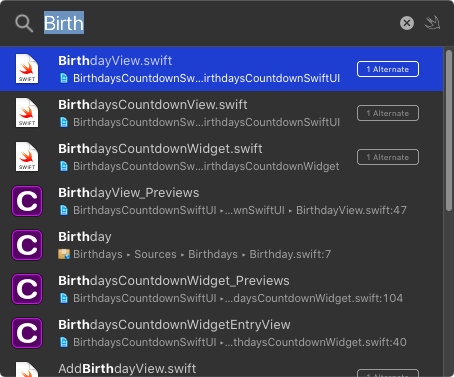 Birth
BirthdayView.swift
BirthdaysCountdownSw...irthdaysCountdownSwiftUI
1 Alternate
SWIFT
BirthdaysCountdownView.swift
BirthdaysCountdownSw...irthdaysCountdownSwiftUI
1 Alternate
SWIFT
BirthdaysCountdownWidget.swift
BirthdaysCountdownSw...irthdaysCountdownWidget
1 Alternate
SWIFT
C
BirthdayView_Previews
BirthdaysCountdownSwiftUI ▸...wnSwiftUI ▸ BirthdayView.swift:47
C
Birthday
Birthdays ▸ Sources ▸ Birthdays ▸ Birthday.swift:7
C
BirthdaysCountdownWidget_Previews
BirthdaysCountdownSwiftUI ▸...daysCountdownWidget.swift:104
C
BirthdaysCountdownWidgetEntryView
BirthdaysCountdownSwiftUI ▸...thdaysCountdownWidget.swift:40
AddBirthdayView.swift
1 Alternate